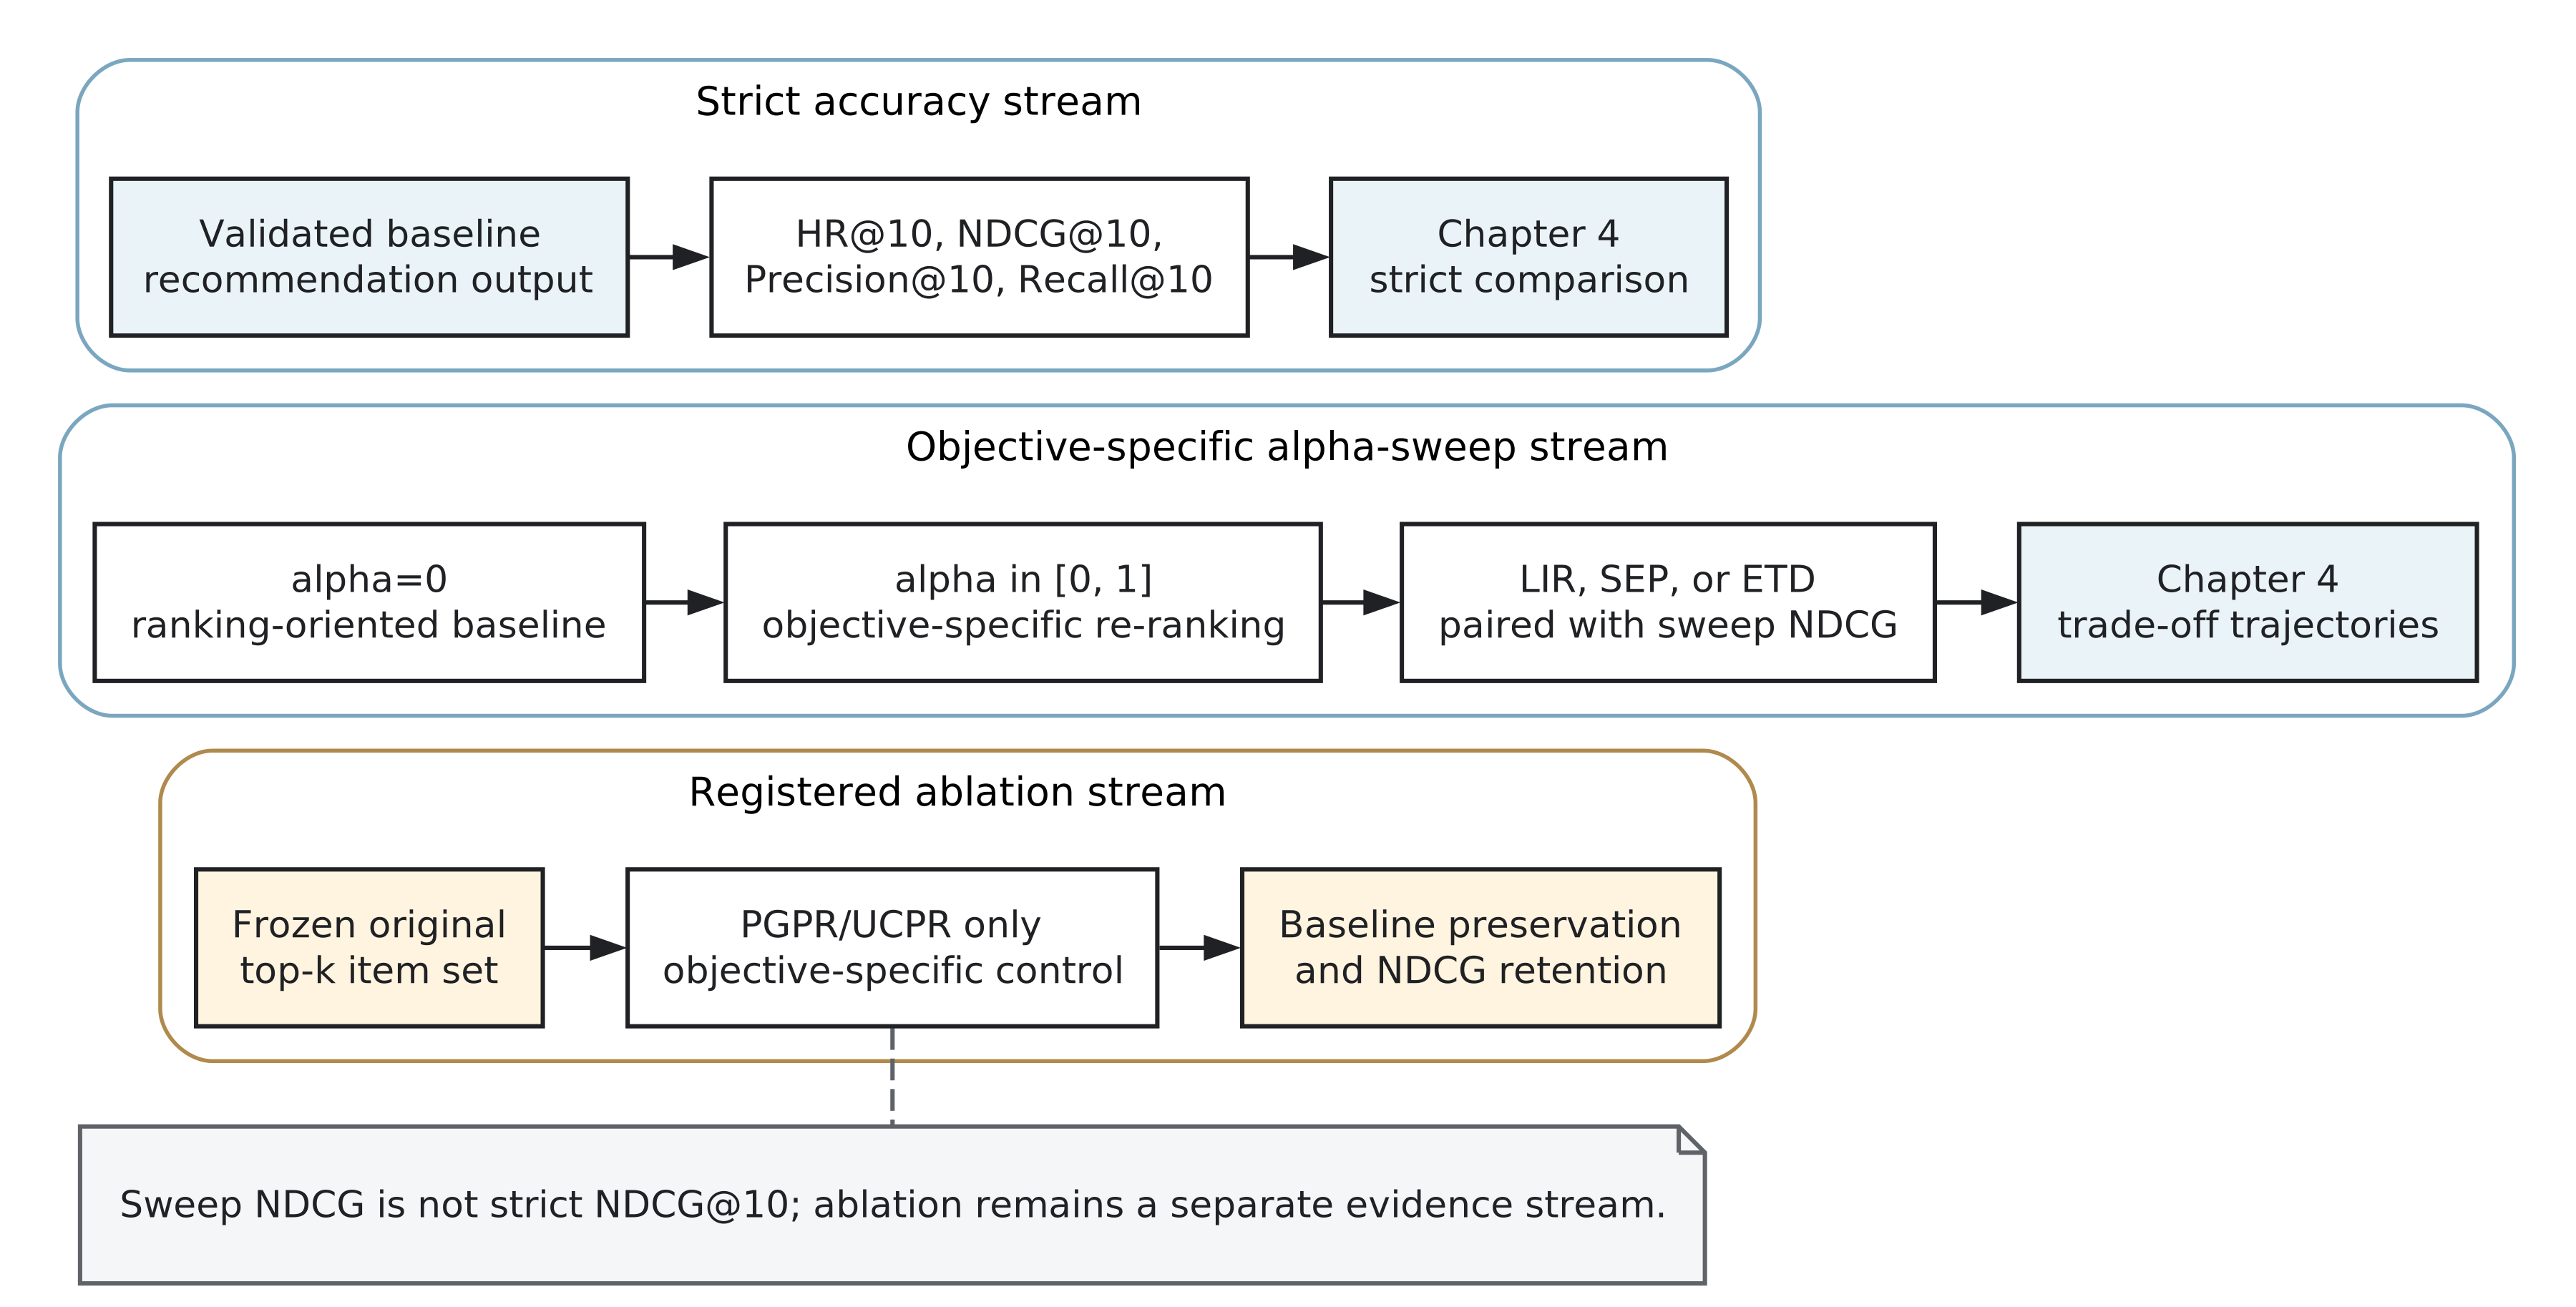 Strict accuracy stream
Validated baseline
recommendation output
HR@10, NDCG@10,
Precision@10, Recall@10
Chapter 4
strict comparison
Objective-specific alpha-sweep stream
alpha=0
ranking-oriented baseline
alpha in [0, 1]
objective-specific re-ranking
LIR, SEP, or ETD
paired with sweep NDCG
Chapter 4
trade-off trajectories
Registered ablation stream
Frozen original
top-k item set
PGPR/UCPR only
objective-specific control
Baseline preservation
and NDCG retention
Sweep NDCG is not strict NDCG@10; ablation remains a separate evidence stream.